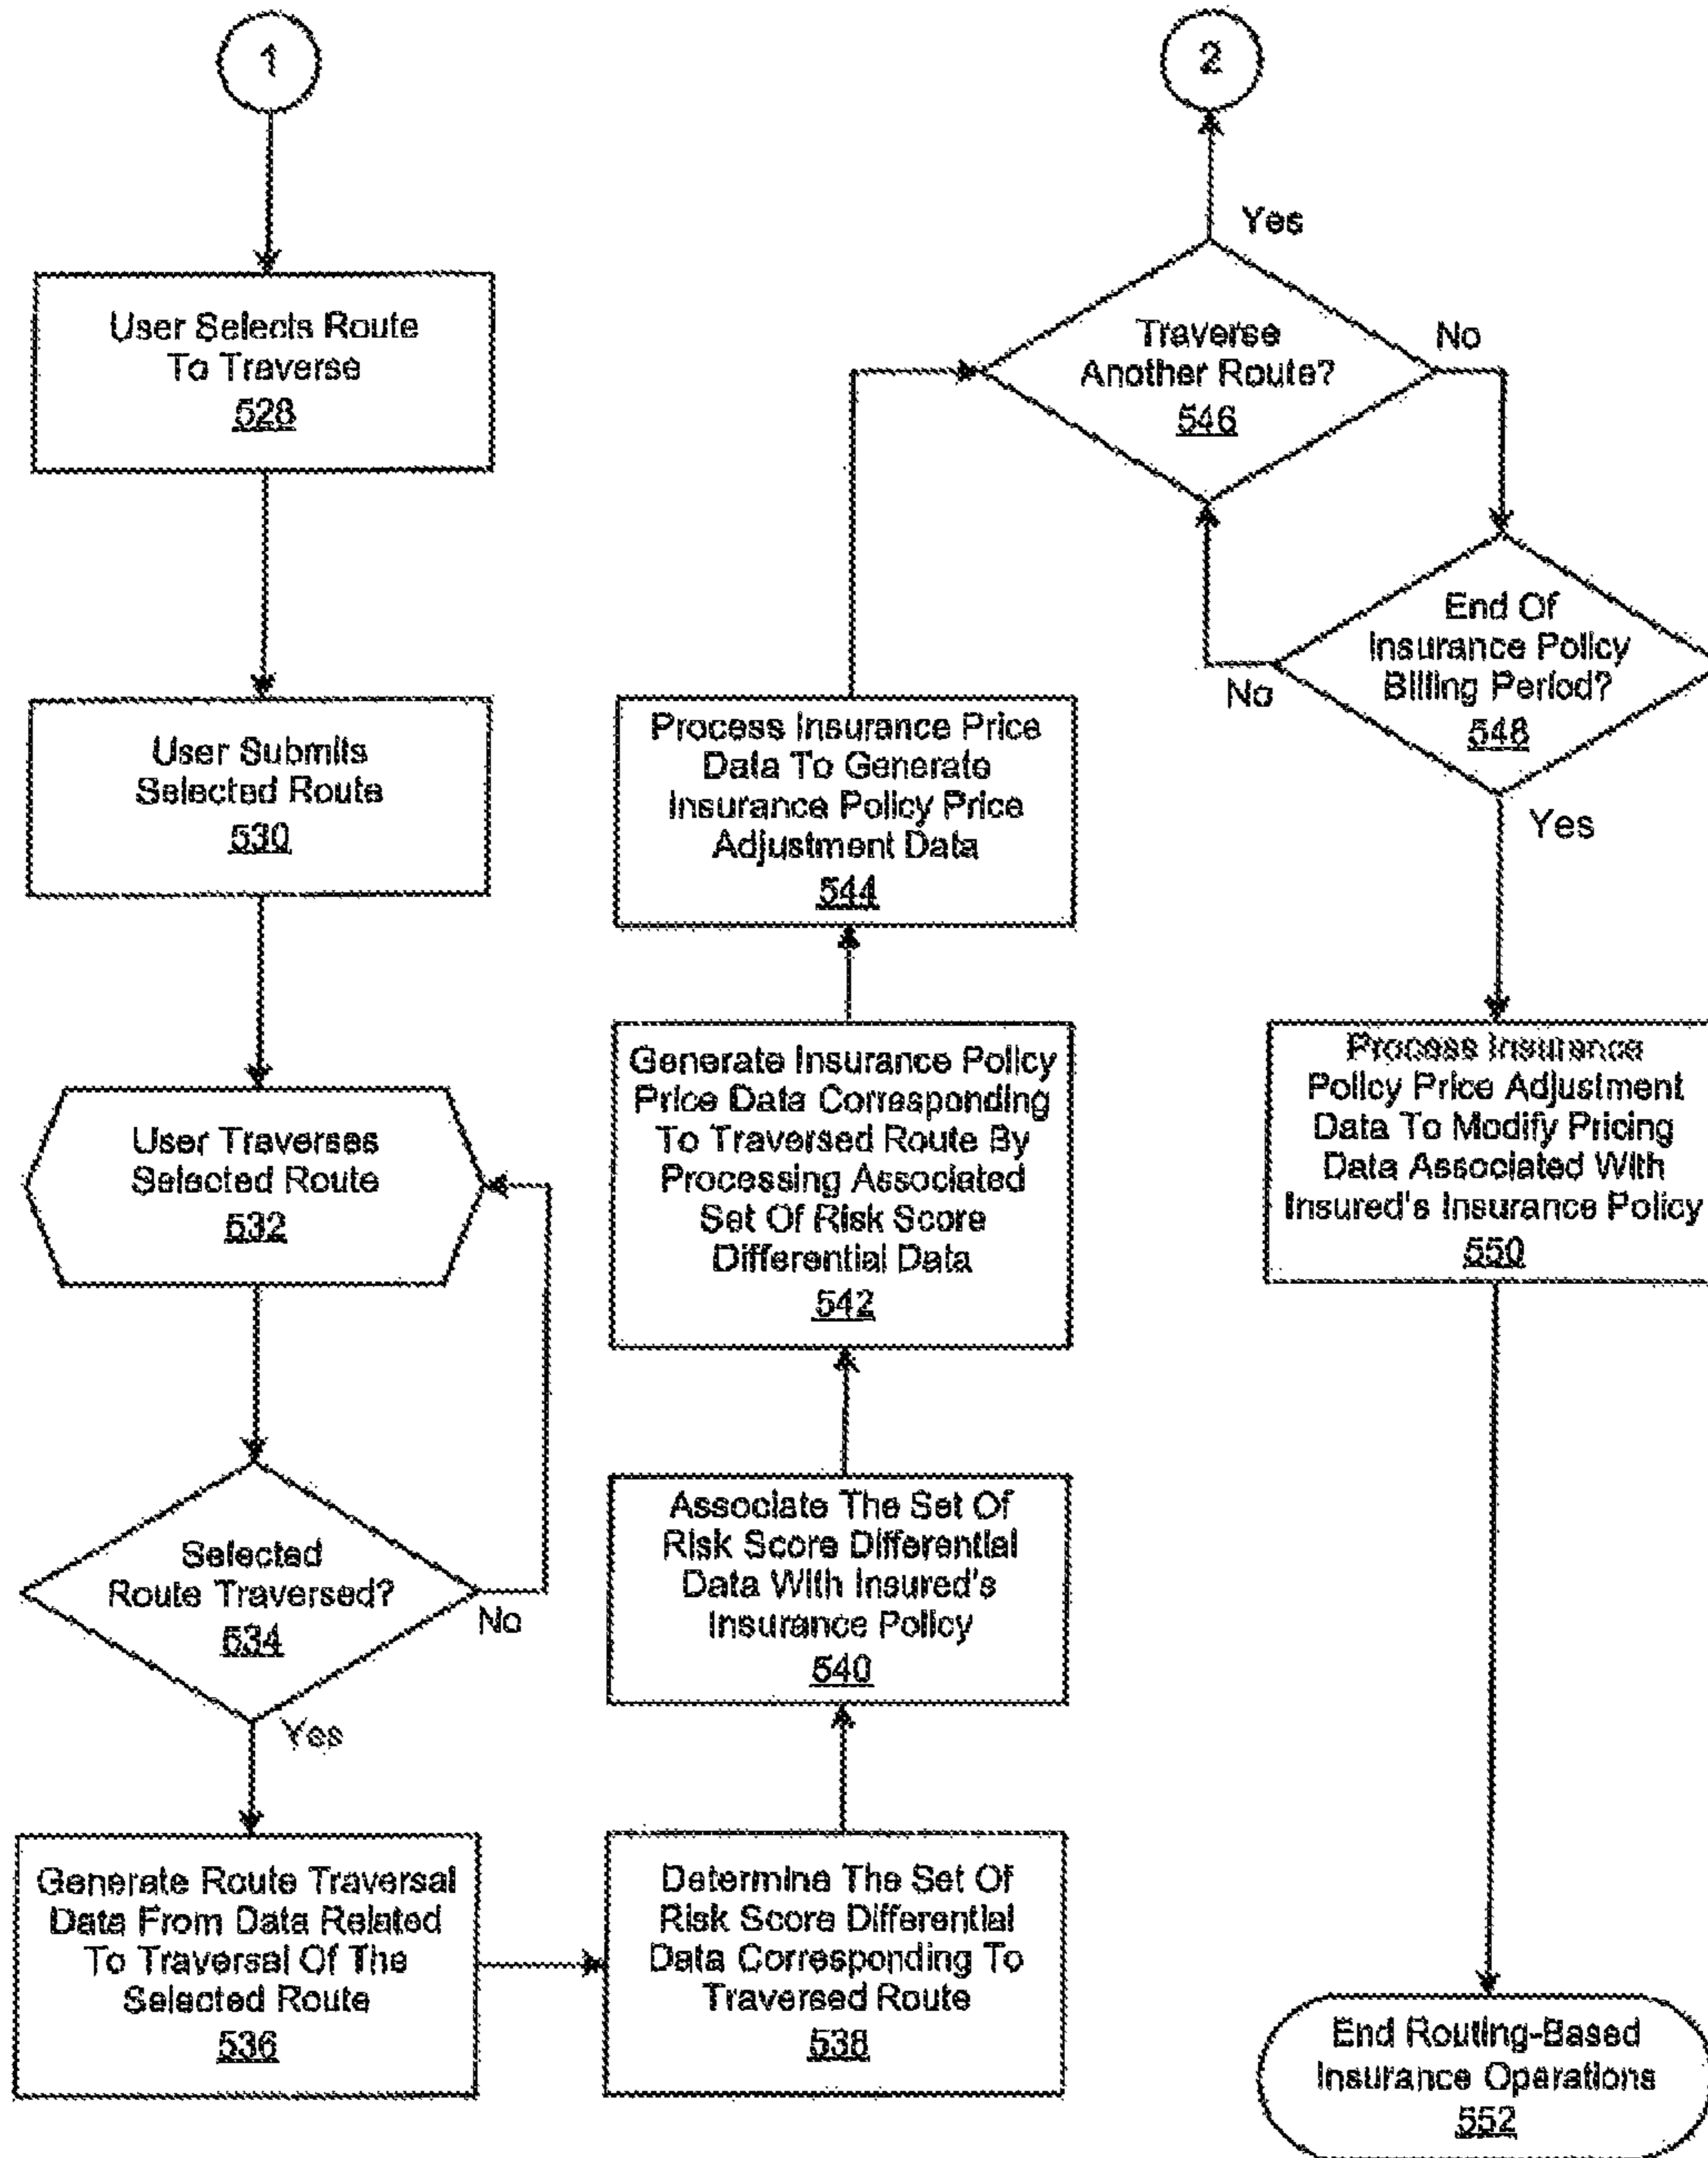 1
User Selects Route
To Traverse
528
User Submits
Selected Route
530
User Traverses
Selected Route
532
Selected
Route Traversed?
534
No
Yes
Generate Route Traversal
Data From Data Related
To Traversal Of The
Selected Route
536
Determine The Set Of
Risk Score Differential
Data Corresponding To
Traversed Route
538
Associate The Set Of
Risk Score Differential
Data With Insured's
Insurance Policy
540
Generate Insurance Policy
Price Data Corresponding
To Traversed Route By
Processing Associated
Set Of Risk Score
Differential Data
542
Process Insurance Price
Data To Generate
Insurance Policy Price
Adjustment Data
544
2
Yes
Traverse
Another Route?
546
No
End Of
Insurance Policy
Billing Period?
548
No
Yes
Process Insurance
Policy Price Adjustment
Data To Modify Pricing
Data Associated With
Insured's Insurance Policy
550
End Routing-Based
Insurance Operations
552